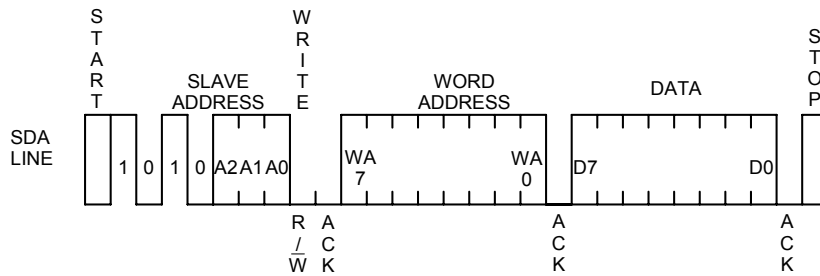 START
WRITE
STOP
SLAVE
ADDRESS
WORD
ADDRESS
DATA
SDA
LINE
1 0 1 0 A2 A1 A0
WA
7
WA
0
D7
D0
R/W̅
ACK
ACK
ACK